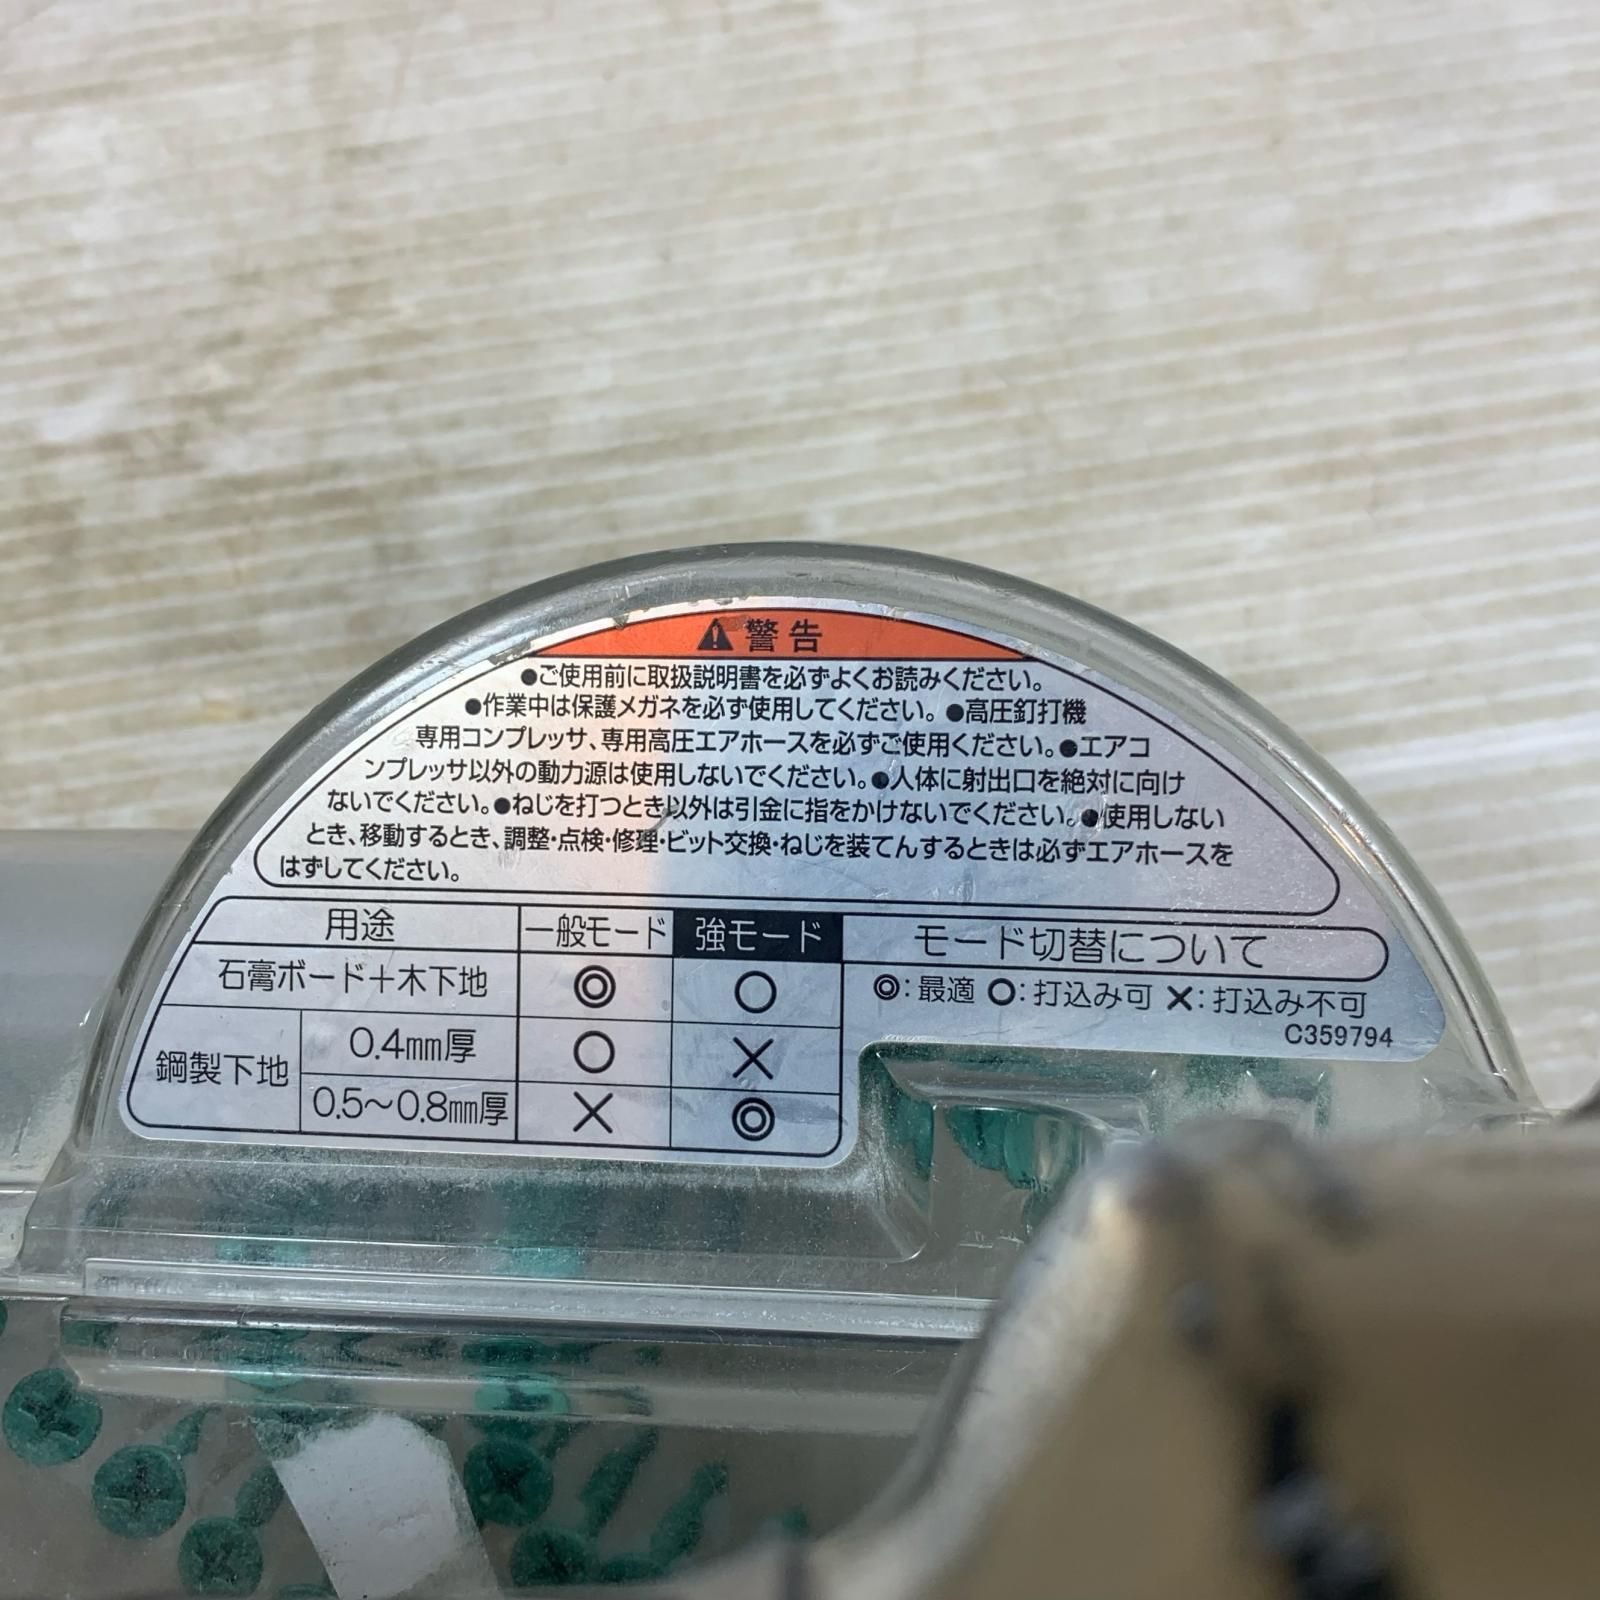 ⚠警告
●ご使用前に取扱説明書を必ずよくお読みください。
●作業中は保護メガネを必ず使用してください。●高圧釘打機
専用コンプレッサ、専用高圧エアホースを必ずご使用ください。●エアコ
ンプレッサ以外の動力源は使用しないでください。●人体に射出口を絶対に向け
ないでください。●ねじを打つとき以外は引金に指をかけないでください。●使用しない
とき、移動するとき、調整・点検・修理・ビット交換・ねじを装てんするときは必ずエアホースを
はずしてください。
用途 一般モード 強モード
石膏ボード+木下地 ◎ ○
鋼製下地 0.4mm厚 ○ ×
0.5〜0.8mm厚 × ◎
モード切替について
◎:最適 ○:打込み可 ×:打込み不可
C359794